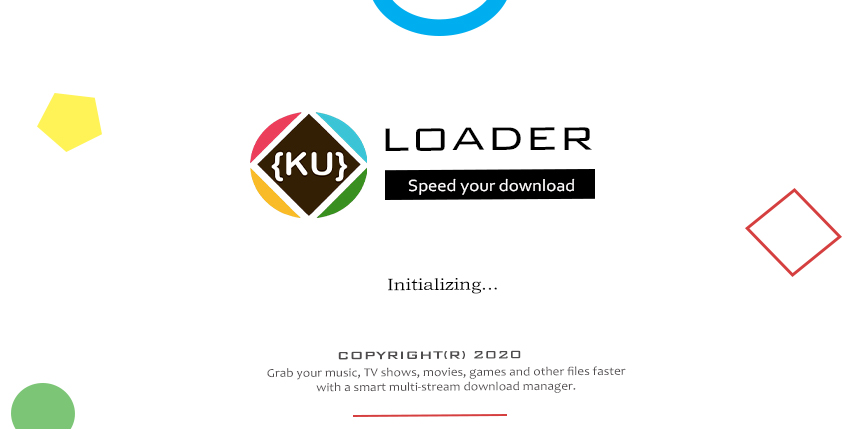 {KU}
LOADER
Speed your download
Initializing...
COPYRIGHT(R) 2020
Grab your music, TV shows, movies, games and other files faster
with a smart multi-stream download manager.